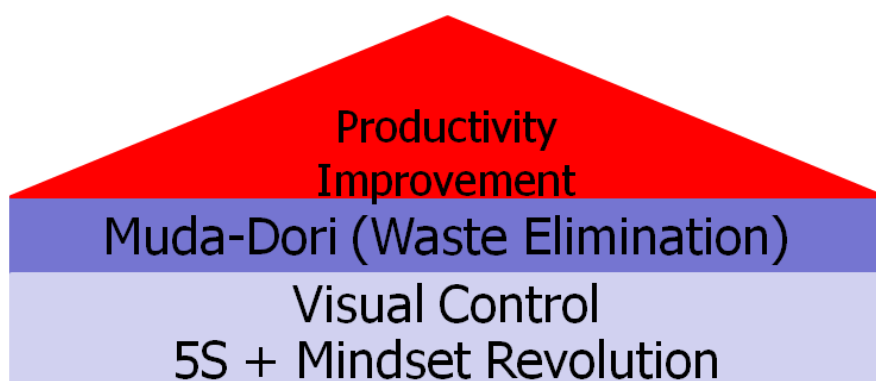 Productivity
Improvement
Muda-Dori (Waste Elimination)
Visual Control
5S + Mindset Revolution